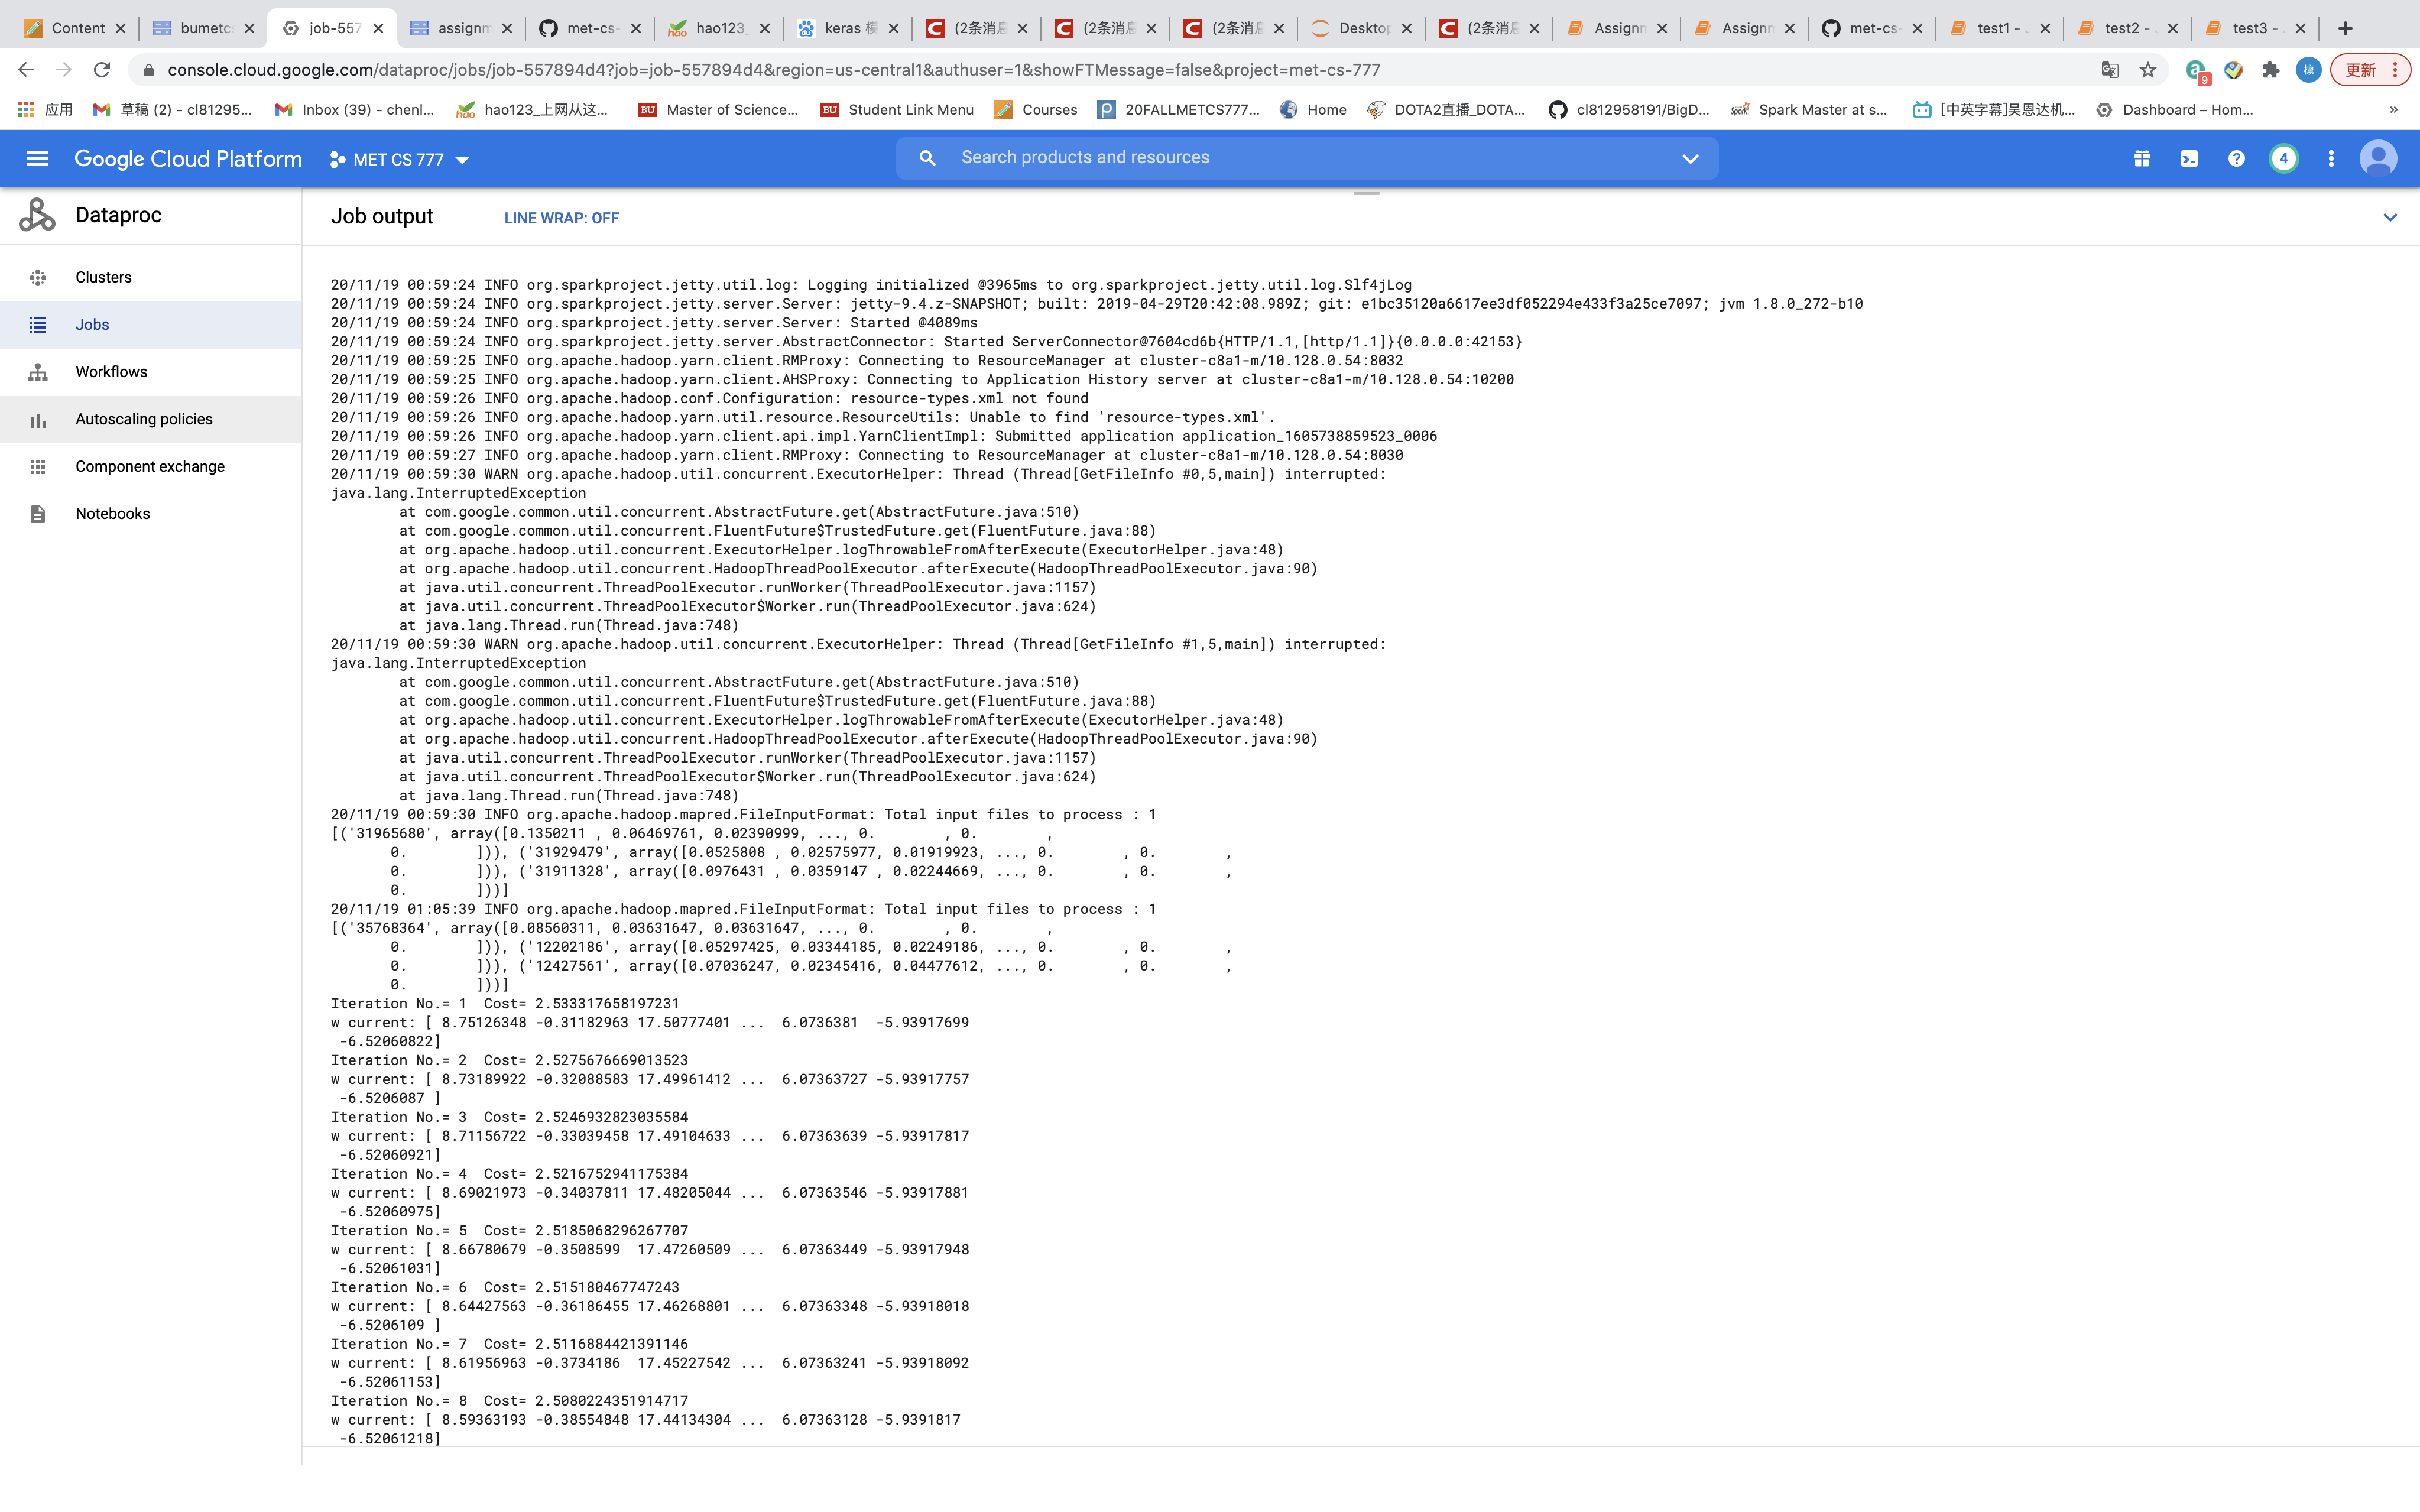 Content
bumetc
job-557
assignm
met-cs-
hao123_
keras 模
(2条消息
(2条消息
(2条消息
Desktop
(2条消息
Assignm
Assignm
met-cs-
test1 -
test2 -
test3 -
console.cloud.google.com/dataproc/jobs/job-557894d4?job=job-557894d4&region=us-central1&authuser=1&showFTMessage=false&project=met-cs-777
9
更新
应用
草稿 (2) - cl81295...
Inbox (39) - chenl...
hao123_上网从这...
BU Master of Science...
BU Student Link Menu
Courses
20FALLMETCS777...
Home
DOTA2直播_DOTA...
cl812958191/BigD...
Spark Master at s...
[中英字幕]吴恩达机...
Dashboard – Hom...
»
Google Cloud Platform
MET CS 777
Search products and resources
4
Dataproc
Job output
LINE WRAP: OFF
Clusters
Jobs
Workflows
Autoscaling policies
Component exchange
Notebooks
20/11/19 00:59:24 INFO org.sparkproject.jetty.util.log: Logging initialized @3965ms to org.sparkproject.jetty.util.log.Slf4jLog
20/11/19 00:59:24 INFO org.sparkproject.jetty.server.Server: jetty-9.4.z-SNAPSHOT; built: 2019-04-29T20:42:08.989Z; git: e1bc35120a6617ee3df052294e433f3a25ce7097; jvm 1.8.0_272-b10
20/11/19 00:59:24 INFO org.sparkproject.jetty.server.Server: Started @4089ms
20/11/19 00:59:24 INFO org.sparkproject.jetty.server.AbstractConnector: Started ServerConnector@7604cd6b{HTTP/1.1,[http/1.1]}{0.0.0.0:42153}
20/11/19 00:59:25 INFO org.apache.hadoop.yarn.client.RMProxy: Connecting to ResourceManager at cluster-c8a1-m/10.128.0.54:8032
20/11/19 00:59:25 INFO org.apache.hadoop.yarn.client.AHSProxy: Connecting to Application History server at cluster-c8a1-m/10.128.0.54:10200
20/11/19 00:59:26 INFO org.apache.hadoop.conf.Configuration: resource-types.xml not found
20/11/19 00:59:26 INFO org.apache.hadoop.yarn.util.resource.ResourceUtils: Unable to find 'resource-types.xml'.
20/11/19 00:59:26 INFO org.apache.hadoop.yarn.client.api.impl.YarnClientImpl: Submitted application application_1605738859523_0006
20/11/19 00:59:27 INFO org.apache.hadoop.yarn.client.RMProxy: Connecting to ResourceManager at cluster-c8a1-m/10.128.0.54:8030
20/11/19 00:59:30 WARN org.apache.hadoop.util.concurrent.ExecutorHelper: Thread (Thread[GetFileInfo #0,5,main]) interrupted:
java.lang.InterruptedException
at com.google.common.util.concurrent.AbstractFuture.get(AbstractFuture.java:510)
at com.google.common.util.concurrent.FluentFuture$TrustedFuture.get(FluentFuture.java:88)
at org.apache.hadoop.util.concurrent.ExecutorHelper.logThrowableFromAfterExecute(ExecutorHelper.java:48)
at org.apache.hadoop.util.concurrent.HadoopThreadPoolExecutor.afterExecute(HadoopThreadPoolExecutor.java:90)
at java.util.concurrent.ThreadPoolExecutor.runWorker(ThreadPoolExecutor.java:1157)
at java.util.concurrent.ThreadPoolExecutor$Worker.run(ThreadPoolExecutor.java:624)
at java.lang.Thread.run(Thread.java:748)
20/11/19 00:59:30 WARN org.apache.hadoop.util.concurrent.ExecutorHelper: Thread (Thread[GetFileInfo #1,5,main]) interrupted:
java.lang.InterruptedException
at com.google.common.util.concurrent.AbstractFuture.get(AbstractFuture.java:510)
at com.google.common.util.concurrent.FluentFuture$TrustedFuture.get(FluentFuture.java:88)
at org.apache.hadoop.util.concurrent.ExecutorHelper.logThrowableFromAfterExecute(ExecutorHelper.java:48)
at org.apache.hadoop.util.concurrent.HadoopThreadPoolExecutor.afterExecute(HadoopThreadPoolExecutor.java:90)
at java.util.concurrent.ThreadPoolExecutor.runWorker(ThreadPoolExecutor.java:1157)
at java.util.concurrent.ThreadPoolExecutor$Worker.run(ThreadPoolExecutor.java:624)
at java.lang.Thread.run(Thread.java:748)
20/11/19 00:59:30 INFO org.apache.hadoop.mapred.FileInputFormat: Total input files to process : 1
[('31965680', array([0.1350211 , 0.06469761, 0.02390999, ..., 0.        , 0.        ,
0.        ])), ('31929479', array([0.0525808 , 0.02575977, 0.01919923, ..., 0.        , 0.        ,
0.        ])), ('31911328', array([0.0976431 , 0.0359147 , 0.02244669, ..., 0.        , 0.        ,
0.        ]))]
20/11/19 01:05:39 INFO org.apache.hadoop.mapred.FileInputFormat: Total input files to process : 1
[('35768364', array([0.08560311, 0.03631647, 0.03631647, ..., 0.        , 0.        ,
0.        ])), ('12202186', array([0.05297425, 0.03344185, 0.02249186, ..., 0.        , 0.        ,
0.        ])), ('12427561', array([0.07036247, 0.02345416, 0.04477612, ..., 0.        , 0.        ,
0.        ]))]
Iteration No.= 1  Cost= 2.533317658197231
w current: [ 8.75126348 -0.31182963 17.50777401 ...  6.0736381  -5.93917699
-6.52060822]
Iteration No.= 2  Cost= 2.5275676669013523
w current: [ 8.73189922 -0.32088583 17.49961412 ...  6.07363727 -5.93917757
-6.5206087 ]
Iteration No.= 3  Cost= 2.5246932823035584
w current: [ 8.71156722 -0.33039458 17.49104633 ...  6.07363639 -5.93917817
-6.52060921]
Iteration No.= 4  Cost= 2.5216752941175384
w current: [ 8.69021973 -0.34037811 17.48205044 ...  6.07363546 -5.93917881
-6.52060975]
Iteration No.= 5  Cost= 2.5185068296267707
w current: [ 8.66780679 -0.3508599  17.47260509 ...  6.07363449 -5.93917948
-6.52061031]
Iteration No.= 6  Cost= 2.515180467747243
w current: [ 8.64427563 -0.36186455 17.46268801 ...  6.07363348 -5.93918018
-6.5206109 ]
Iteration No.= 7  Cost= 2.5116884421391146
w current: [ 8.61956963 -0.3734186  17.45227542 ...  6.07363241 -5.93918092
-6.52061153]
Iteration No.= 8  Cost= 2.5080224351914717
w current: [ 8.59363193 -0.38554848 17.44134304 ...  6.07363128 -5.9391817
-6.52061218]